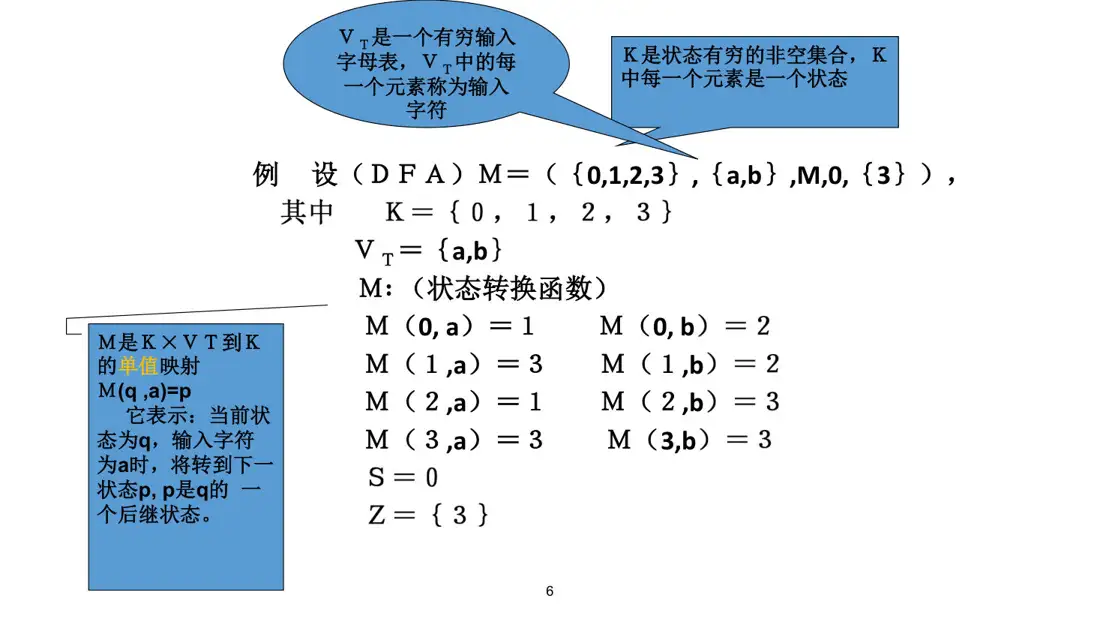 ＶT是一个有穷输入
字母表，ＶT中的每
一个元素称为输入
字符
Ｋ是状态有穷的非空集合，Ｋ
中每一个元素是一个状态
例　设（ＤＦＡ）Ｍ＝（｛0,1,2,3｝,｛a,b｝,M,0,｛3｝），
其中　Ｋ＝｛０，１，２，３｝
ＶT＝｛a,b｝
Ｍ：（状态转换函数）
Ｍ（0, a）＝１　Ｍ（0, b）＝２
Ｍ（１,a）＝３　Ｍ（１,b）＝２
Ｍ（２,a）＝１　Ｍ（２,b）＝３
Ｍ（３,a）＝３　Ｍ（3,b）＝３
Ｓ＝０
Ｚ＝｛３｝
Ｍ是Ｋ×ＶＴ到Ｋ
的单值映射
Ｍ(q ,a)=p
它表示：当前状
态为q，输入字符
为a时，将转到下一
状态p, p是q的 一
个后继状态。
6